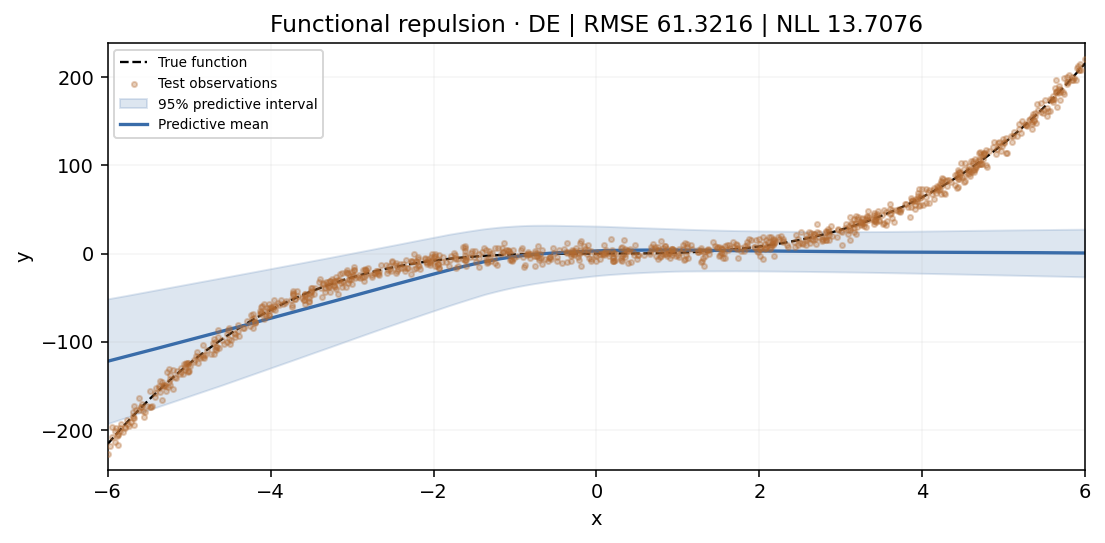 Functional repulsion · DE | RMSE 61.3216 | NLL 13.7076
True function
Test observations
95% predictive interval
Predictive mean
200
100
0
−100
−200
y
−6 −4 −2 0 2 4 6
x